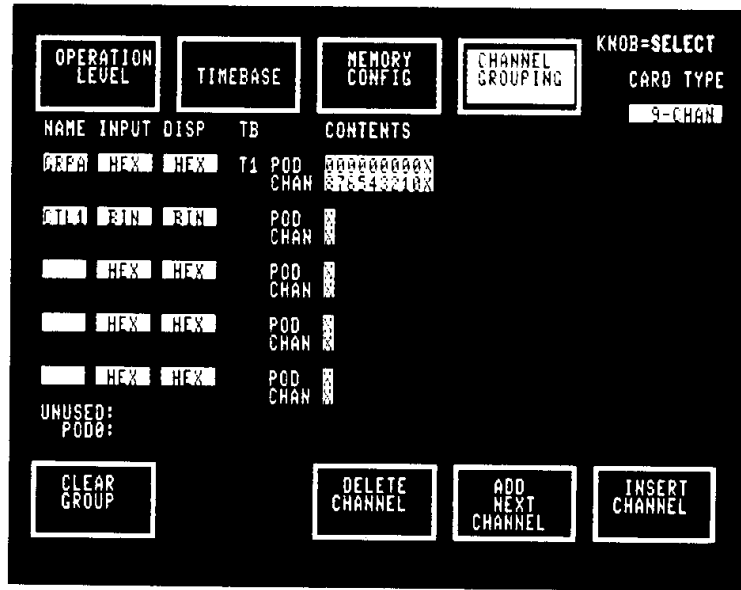 KNOB=SELECT
OPERATION LEVEL
TIMEBASE
MEMORY CONFIG
CHANNEL GROUPING
CARD TYPE
9-CHAN
NAME INPUT DISP TB CONTENTS
GRPA HEX HEX T1 POD 000000000X
CHAN 876543210X
CTL1 BIN BIN POD X
CHAN X
HEX HEX POD X
CHAN X
HEX HEX POD X
CHAN X
HEX HEX POD X
CHAN X
UNUSED:
POD0:
CLEAR GROUP
DELETE CHANNEL
ADD NEXT CHANNEL
INSERT CHANNEL